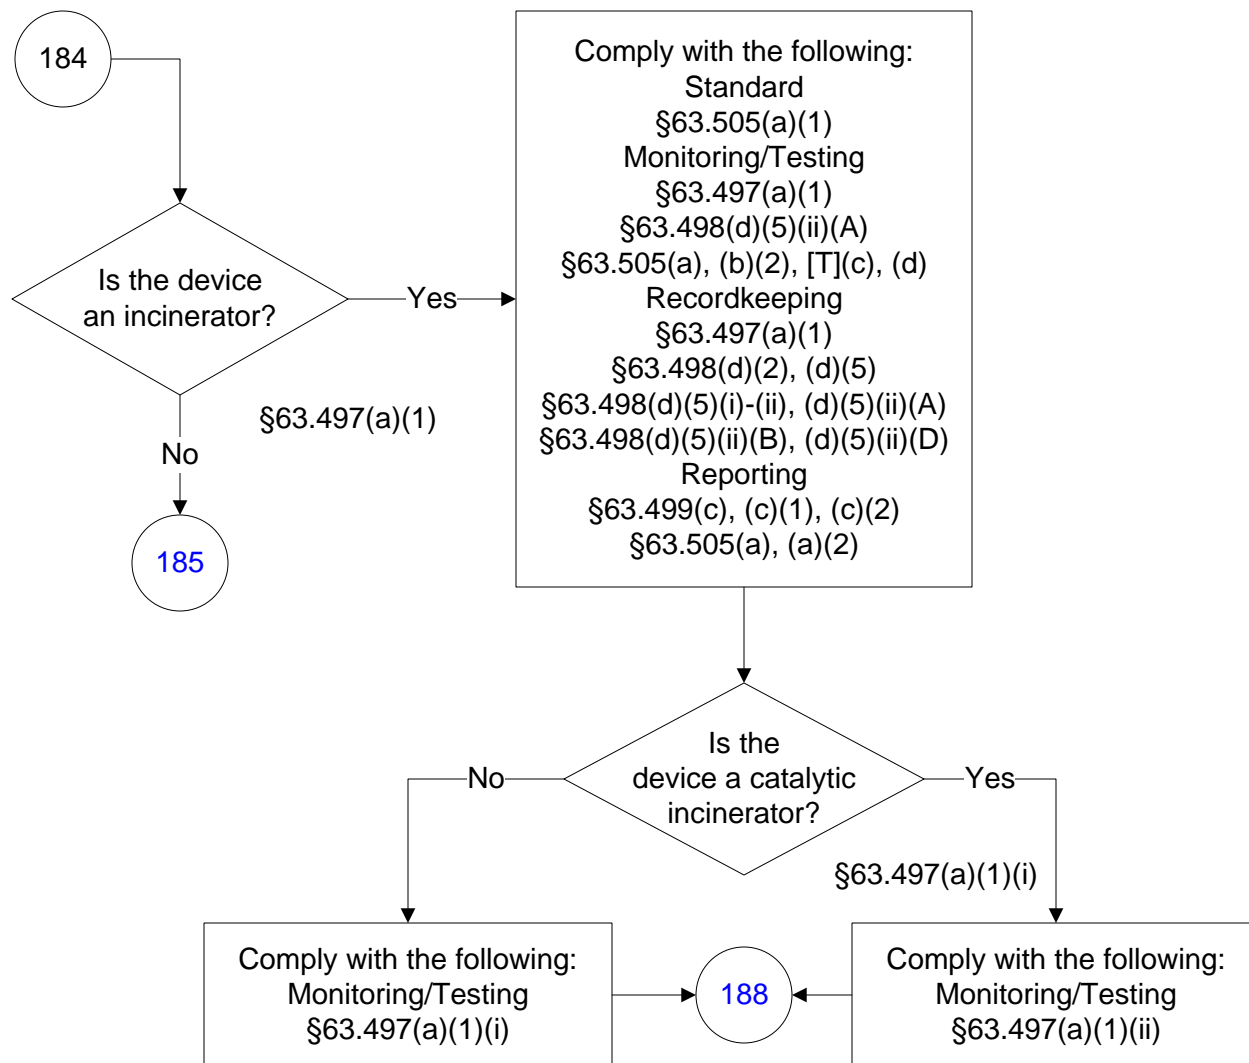 184
Comply with the following:
Standard
§63.505(a)(1)
Monitoring/Testing
§63.497(a)(1)
§63.498(d)(5)(ii)(A)
§63.505(a), (b)(2), [T](c), (d)
Recordkeeping
§63.497(a)(1)
§63.498(d)(2), (d)(5)
§63.498(d)(5)(i)-(ii), (d)(5)(ii)(A)
§63.498(d)(5)(ii)(B), (d)(5)(ii)(D)
Reporting
§63.499(c), (c)(1), (c)(2)
§63.505(a), (a)(2)
Is the device
an incinerator?
Yes
§63.497(a)(1)
No
185
Is the
device a catalytic
incinerator?
No
Yes
§63.497(a)(1)(i)
Comply with the following:
Monitoring/Testing
§63.497(a)(1)(i)
188
Comply with the following:
Monitoring/Testing
§63.497(a)(1)(ii)